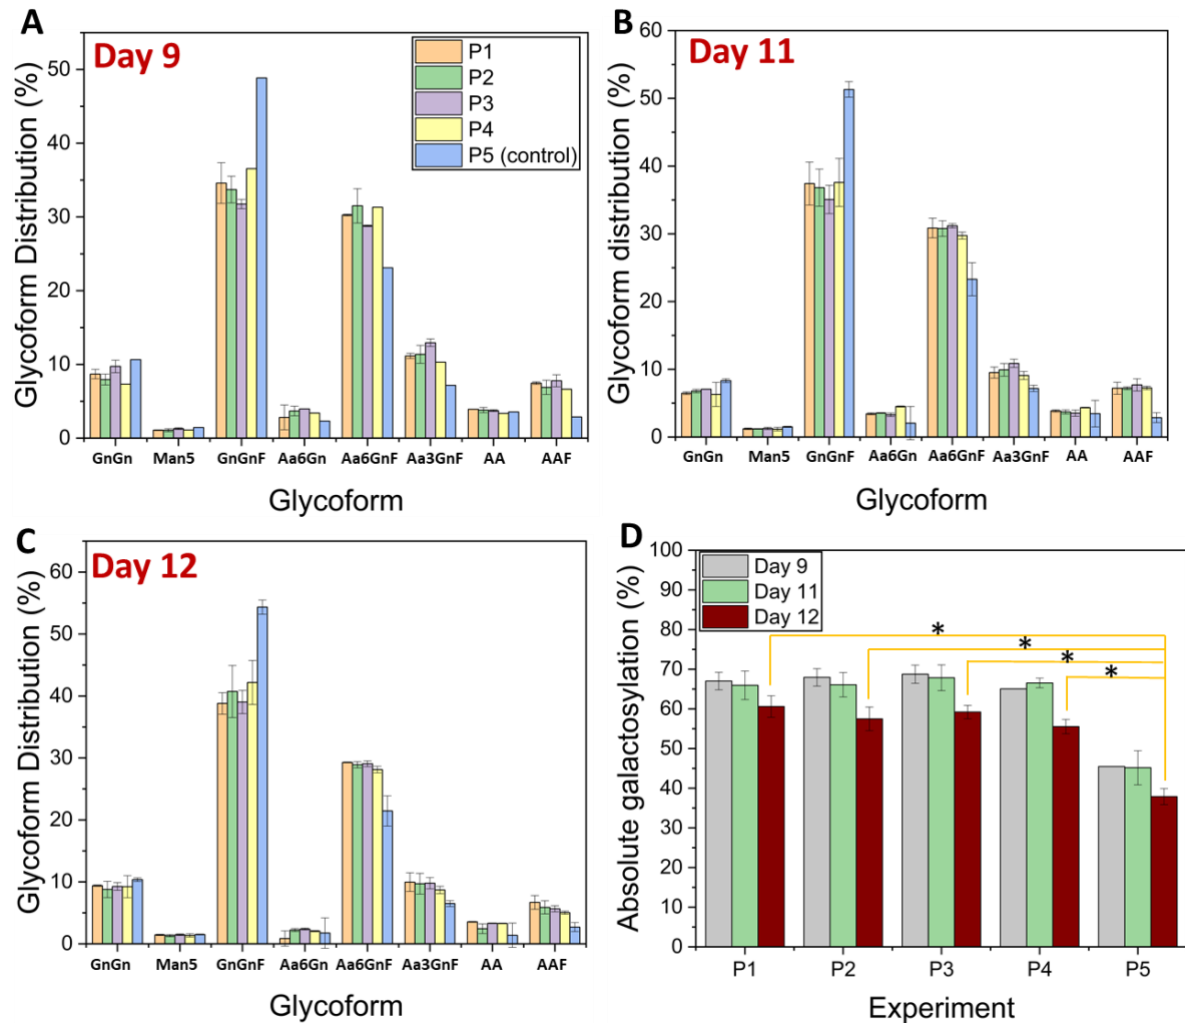 A
Day 9
Glycoform Distribution (%)
50
40
30
20
10
0
P1
P2
P3
P4
P5 (control)
GnGn Man5 GnGnF Aa6Gn Aa6GnF Aa3GnF AA AAF
Glycoform
B
Day 11
Glycoform distribution (%)
60
50
40
30
20
10
0
GnGn Man5 GnGnF Aa6Gn Aa6GnF Aa3GnF AA AAF
Glycoform
C
Day 12
Glycoform Distribution (%)
60
50
40
30
20
10
0
GnGn Man5 GnGnF Aa6Gn Aa6GnF Aa3GnF AA AAF
Glycoform
D
Absolute galactosylation (%)
100
90
80
70
60
50
40
30
20
10
0
Day 9
Day 11
Day 12
*
*
*
*
P1 P2 P3 P4 P5
Experiment